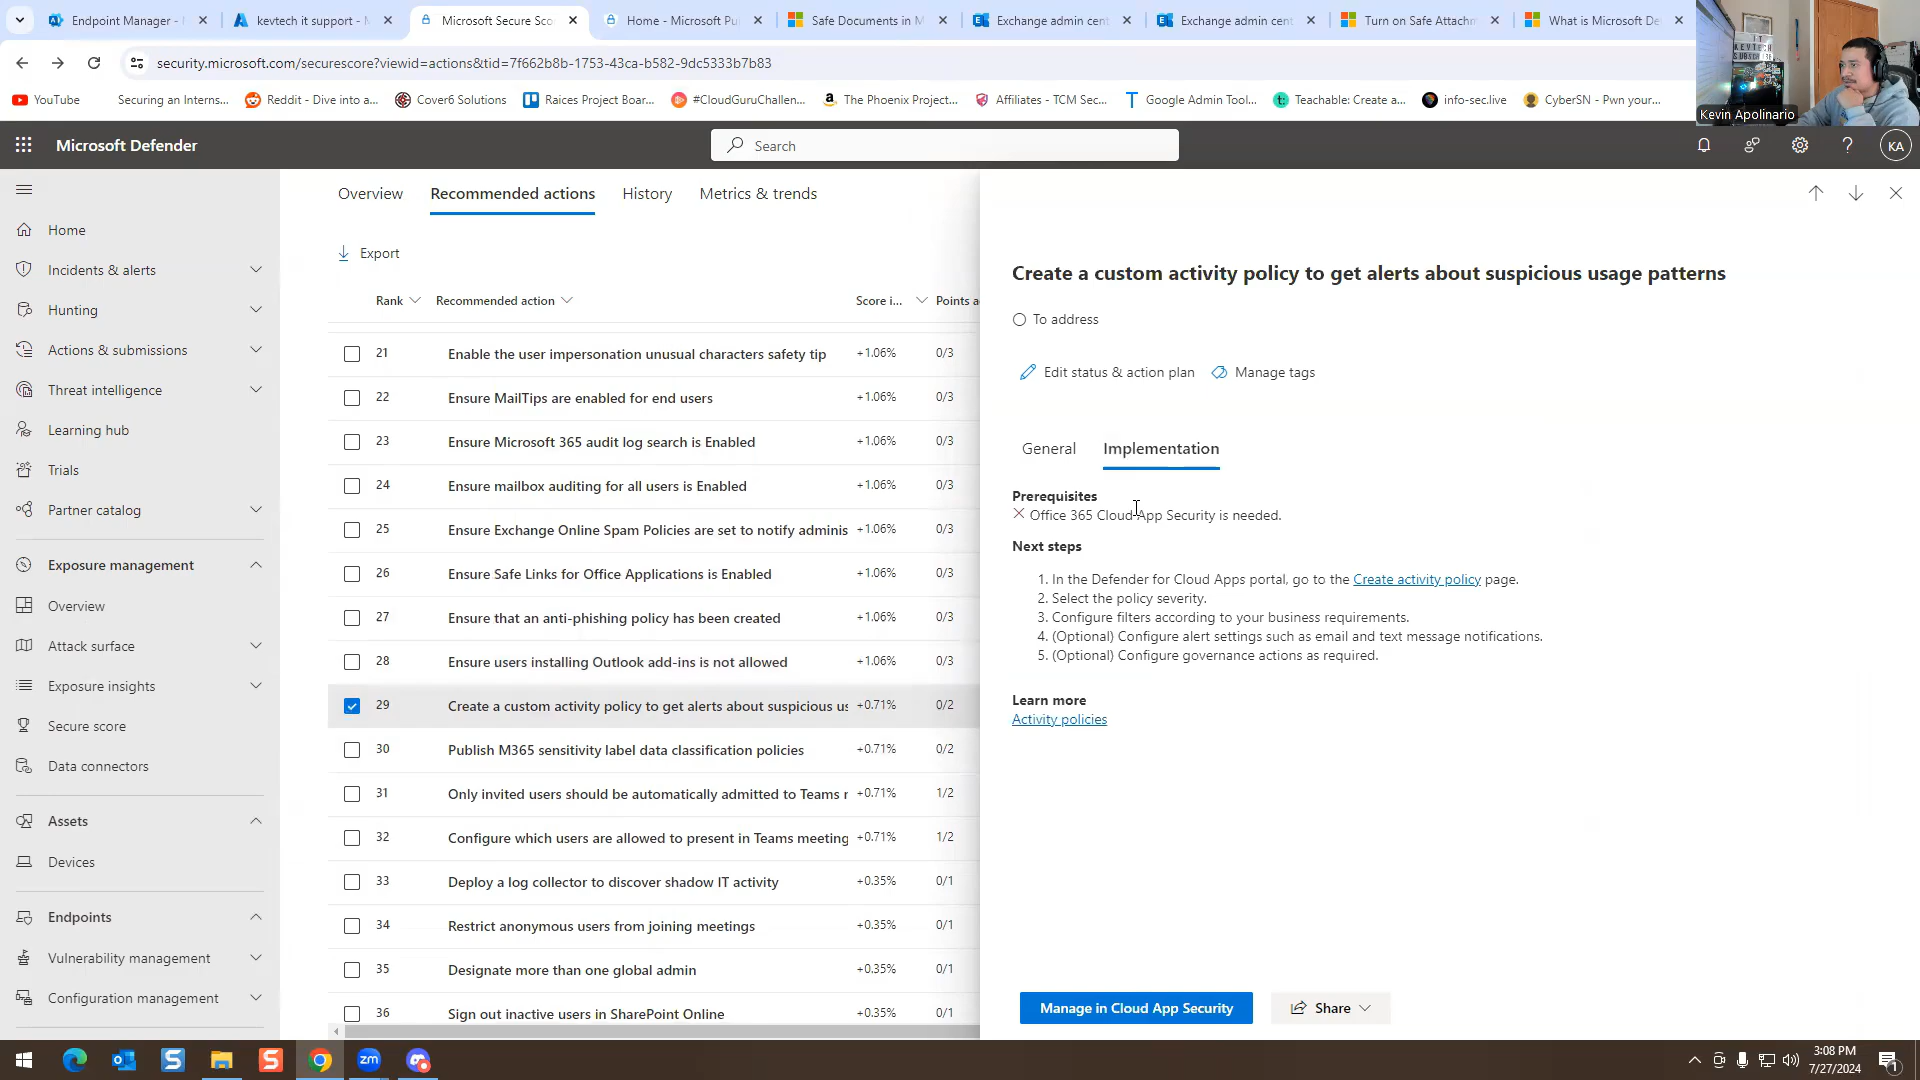 Endpoint Manager -
kevtech it support -
Microsoft Secure Sco
Home - Microsoft Pu
Safe Documents in M
Exchange admin cent
Exchange admin cent
Turn on Safe Attachm
What is Microsoft De
security.microsoft.com/securescore?viewid=actions&tid=7f662b8b-1753-43ca-b582-9dc5333b7b83
YouTube
Securing an Interns...
Reddit - Dive into a...
Cover6 Solutions
Raices Project Boar...
#CloudGuruChallen...
The Phoenix Project...
Affiliates - TCM Sec...
Google Admin Tool...
Teachable: Create a...
info-sec.live
CyberSN - Pwn your...
IT
KEVTECH
SUBSCRIBE
Kevin Apolinario
Microsoft Defender
Search
KA
Home
Incidents & alerts
Hunting
Actions & submissions
Threat intelligence
Learning hub
Trials
Partner catalog
Exposure management
Overview
Attack surface
Exposure insights
Secure score
Data connectors
Assets
Devices
Endpoints
Vulnerability management
Configuration management
Overview
Recommended actions
History
Metrics & trends
Export
Rank Recommended action Score i... Points a
21 Enable the user impersonation unusual characters safety tip +1.06% 0/3
22 Ensure MailTips are enabled for end users +1.06% 0/3
23 Ensure Microsoft 365 audit log search is Enabled +1.06% 0/3
24 Ensure mailbox auditing for all users is Enabled +1.06% 0/3
25 Ensure Exchange Online Spam Policies are set to notify adminis +1.06% 0/3
26 Ensure Safe Links for Office Applications is Enabled +1.06% 0/3
27 Ensure that an anti-phishing policy has been created +1.06% 0/3
28 Ensure users installing Outlook add-ins is not allowed +1.06% 0/3
29 Create a custom activity policy to get alerts about suspicious us +0.71% 0/2
30 Publish M365 sensitivity label data classification policies +0.71% 0/2
31 Only invited users should be automatically admitted to Teams r +0.71% 1/2
32 Configure which users are allowed to present in Teams meeting +0.71% 1/2
33 Deploy a log collector to discover shadow IT activity +0.35% 0/1
34 Restrict anonymous users from joining meetings +0.35% 0/1
35 Designate more than one global admin +0.35% 0/1
36 Sign out inactive users in SharePoint Online +0.35% 0/1
Create a custom activity policy to get alerts about suspicious usage patterns
To address
Edit status & action plan
Manage tags
General
Implementation
Prerequisites
Office 365 Cloud App Security is needed.
Next steps
1. In the Defender for Cloud Apps portal, go to the Create activity policy page.
2. Select the policy severity.
3. Configure filters according to your business requirements.
4. (Optional) Configure alert settings such as email and text message notifications.
5. (Optional) Configure governance actions as required.
Learn more
Activity policies
Manage in Cloud App Security
Share
zm
3:08 PM
7/27/2024
1